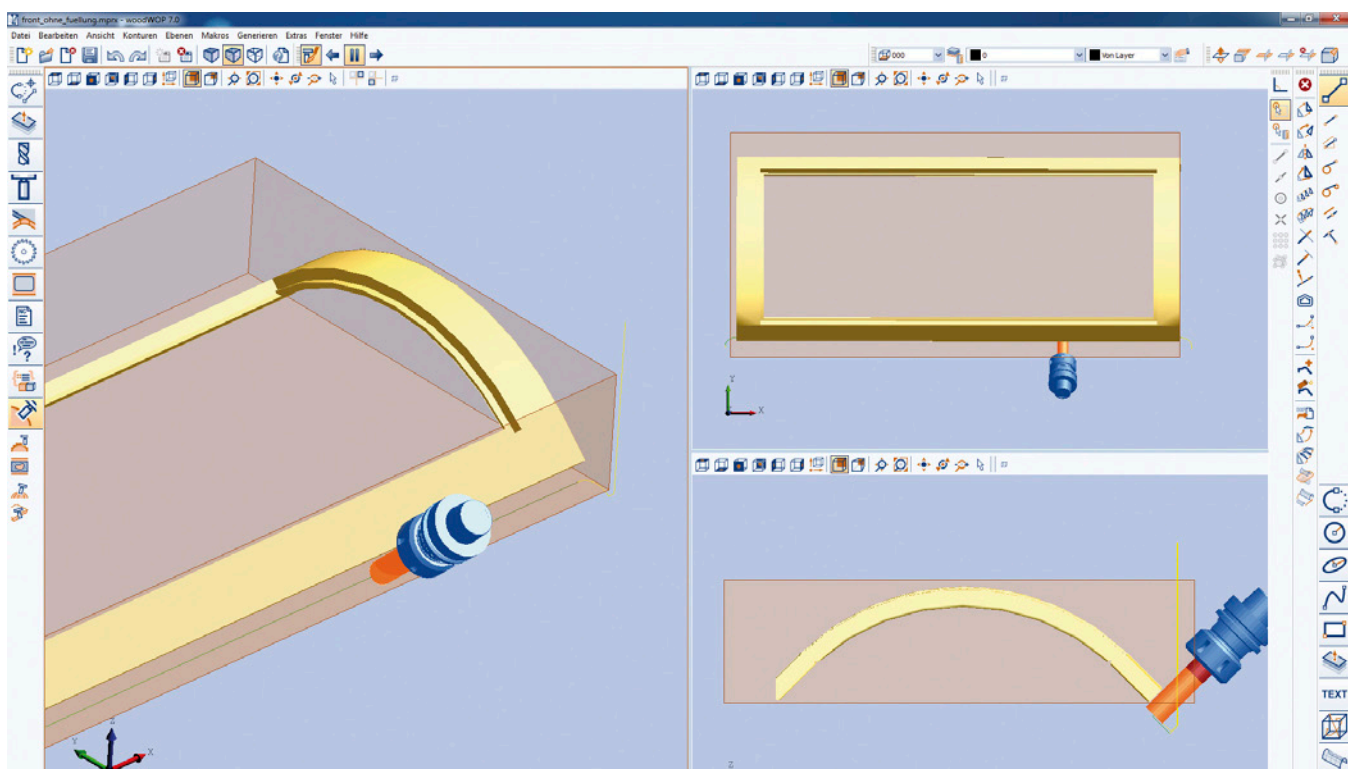 front_ohne_fuellung.mprx - woodWOP 7.0
Datei Bearbeiten Ansicht Konturen Ebenen Makros Generieren Extras Fenster Hilfe
000 0 Von Layer
Y
X
TEXT
Z
Y
X
Z